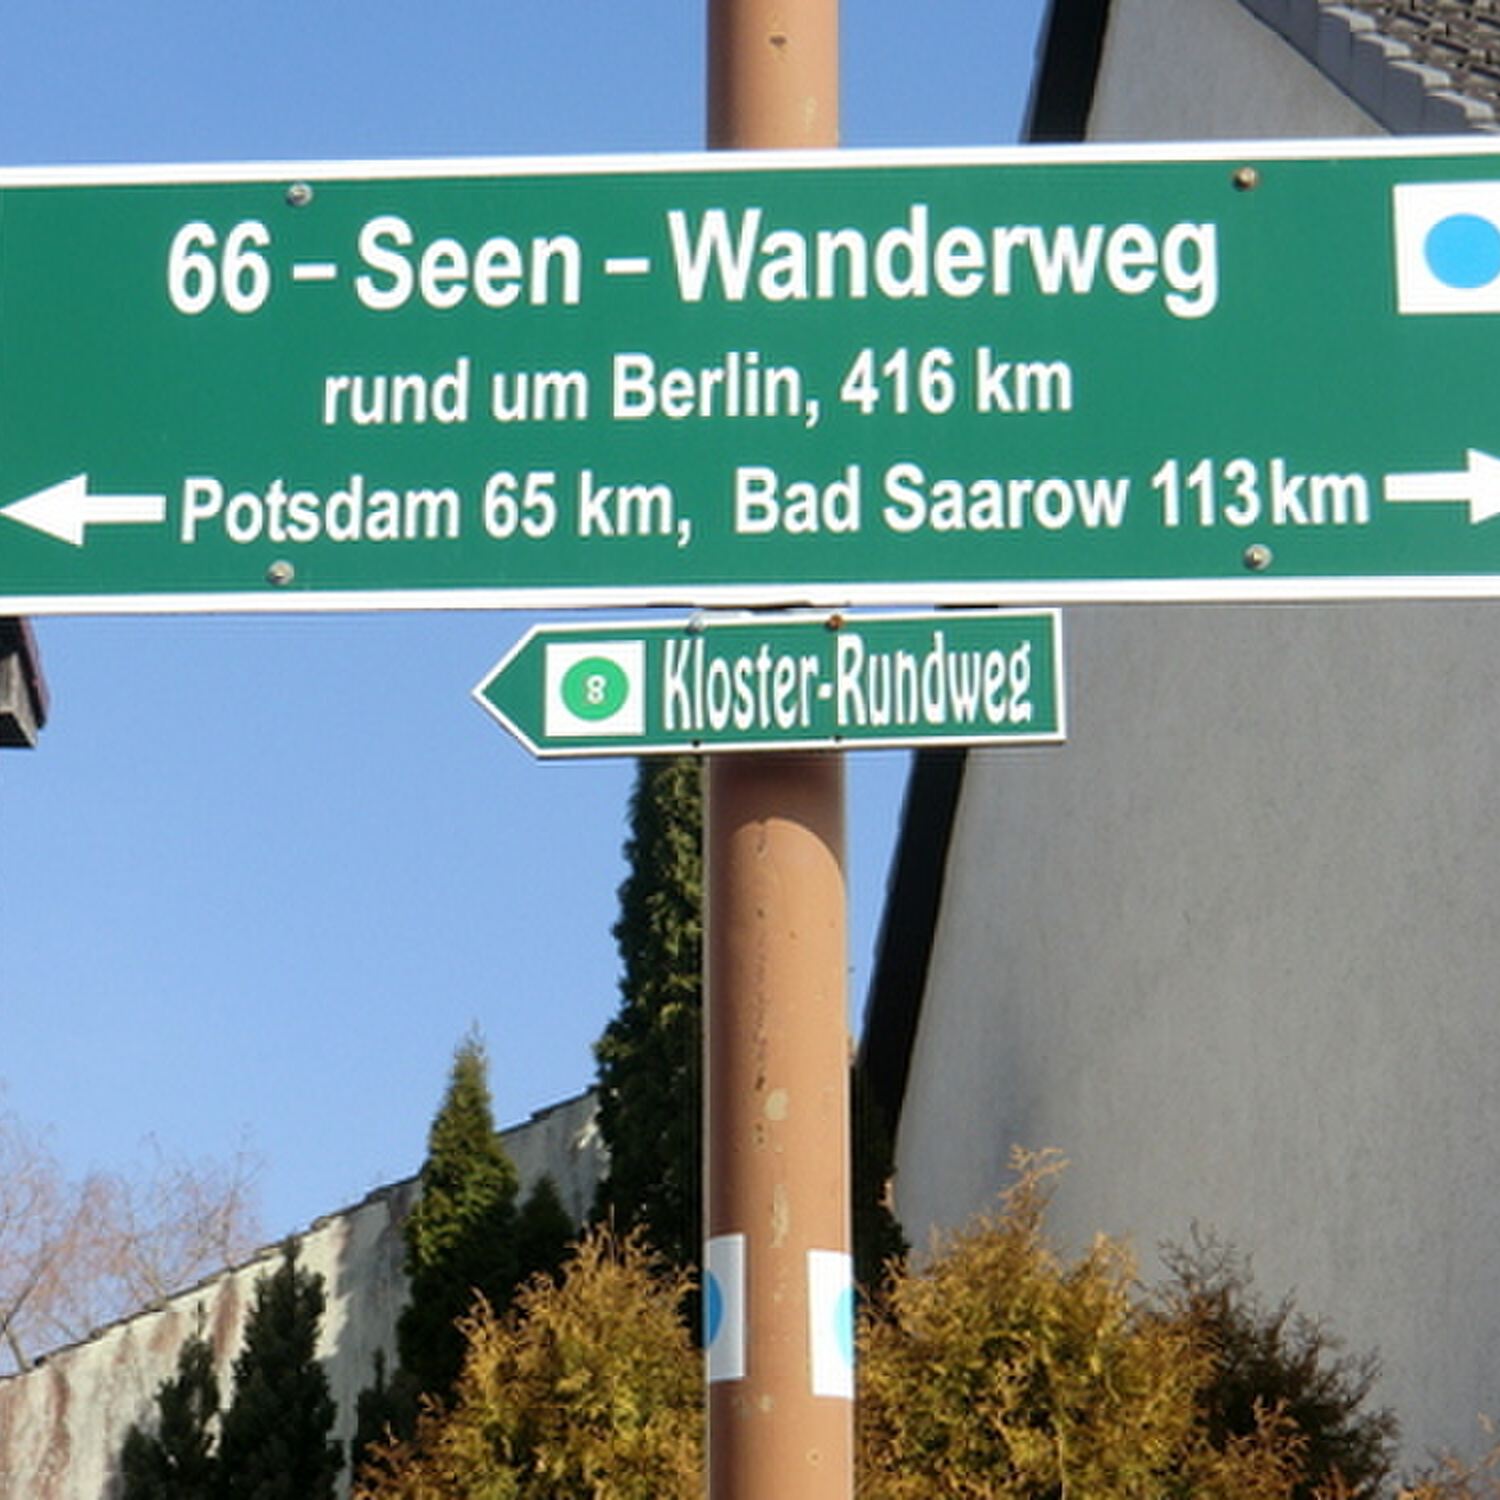 66 – Seen – Wanderweg
rund um Berlin, 416 km
Potsdam 65 km, Bad Saarow 113 km
8 Kloster-Rundweg